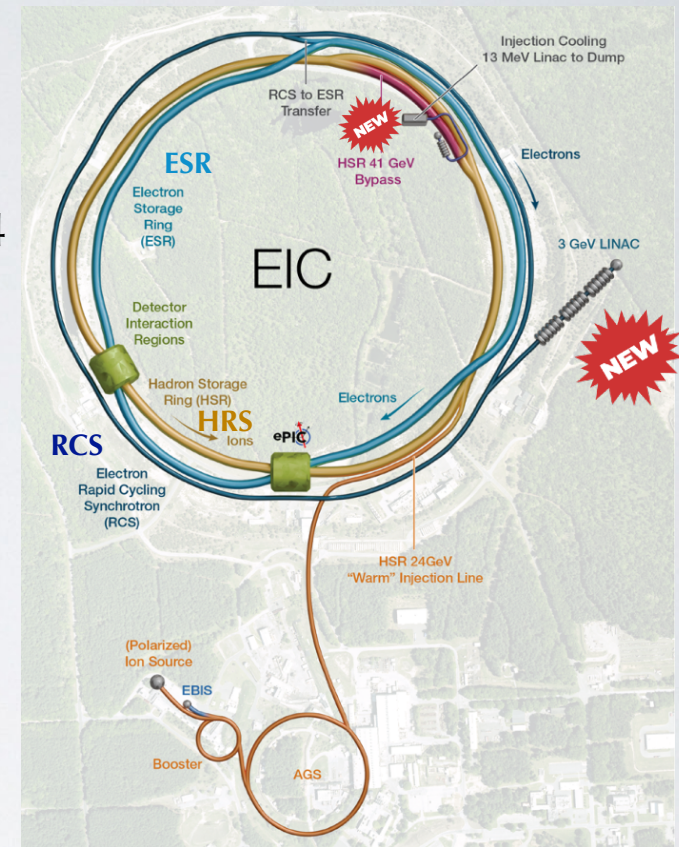 Injection Cooling
13 MeV Linac to Dump
RCS to ESR
Transfer
NEW
HSR 41 GeV
Bypass
Electrons
ESR
Electron
Storage
Ring
(ESR)
4
3 GeV LINAC
EIC
NEW
Detector
Interaction
Regions
Hadron Storage
Ring (HSR)
HRS
Ions
Electrons
ePIC
RCS
Electron
Rapid Cycling
Synchrotron
(RCS)
HSR 24GeV
“Warm” Injection Line
(Polarized)
Ion Source
EBIS
Booster
AGS